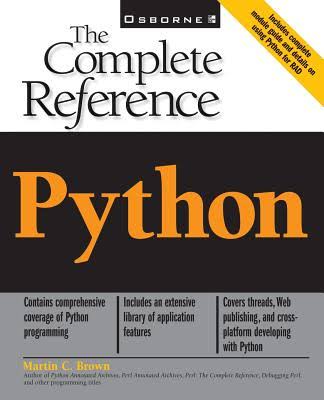 OSBORNE
Includes complete
module guide and details on
using Python for RAD
The
Complete
Reference
Python
Contains comprehensive
coverage of Python
programming
Includes an extensive
library of application
features
Covers threads, Web
publishing, and cross-
platform developing
with Python
Martin C. Brown
Author of Python Annotated Archives, Perl Annotated Archives, Perl: The Complete Reference, Debugging Perl,
and other programming titles